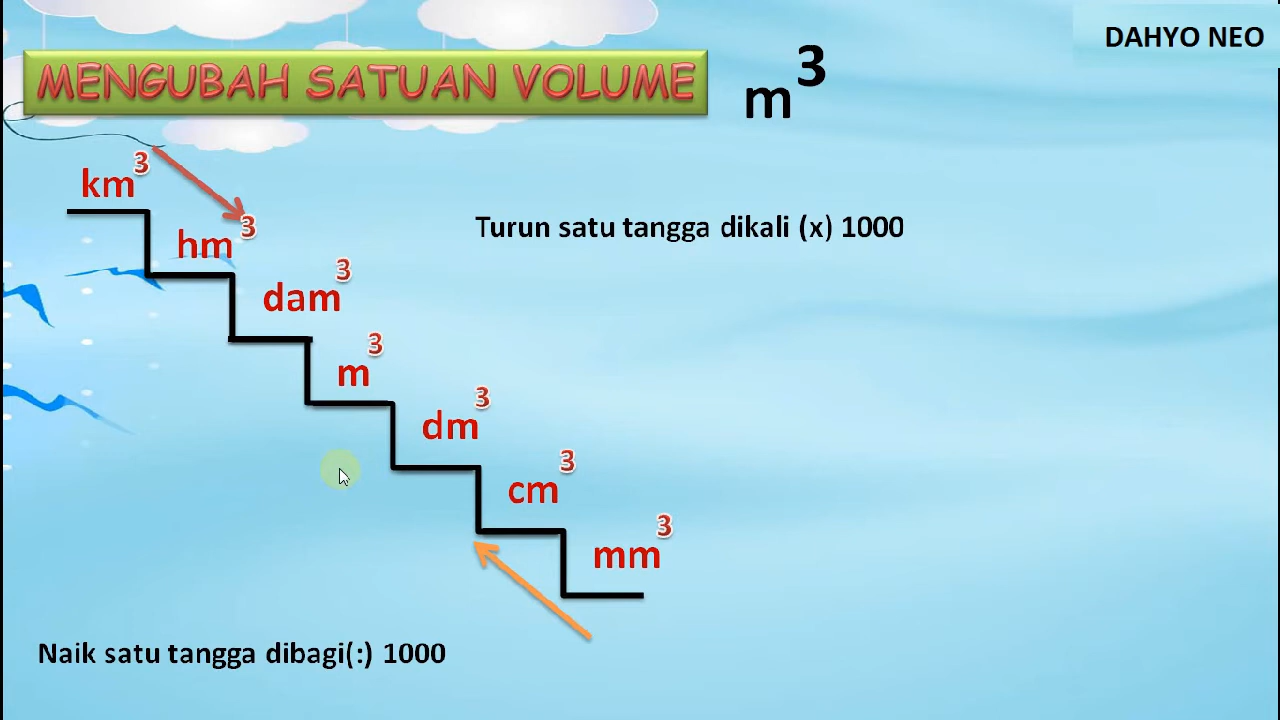 DAHYO NEO
MENGUBAH SATUAN VOLUME m³
km³
hm³
Turun satu tangga dikali (x) 1000
dam³
m³
dm³
cm³
mm³
Naik satu tangga dibagi(:) 1000